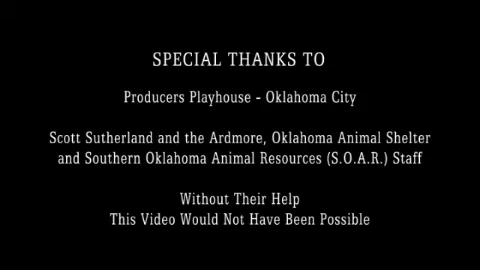 SPECIAL THANKS TO
Producers Playhouse - Oklahoma City
Scott Sutherland and the Ardmore, Oklahoma Animal Shelter
and Southern Oklahoma Animal Resources (S.O.A.R.) Staff
Without Their Help
This Video Would Not Have Been Possible